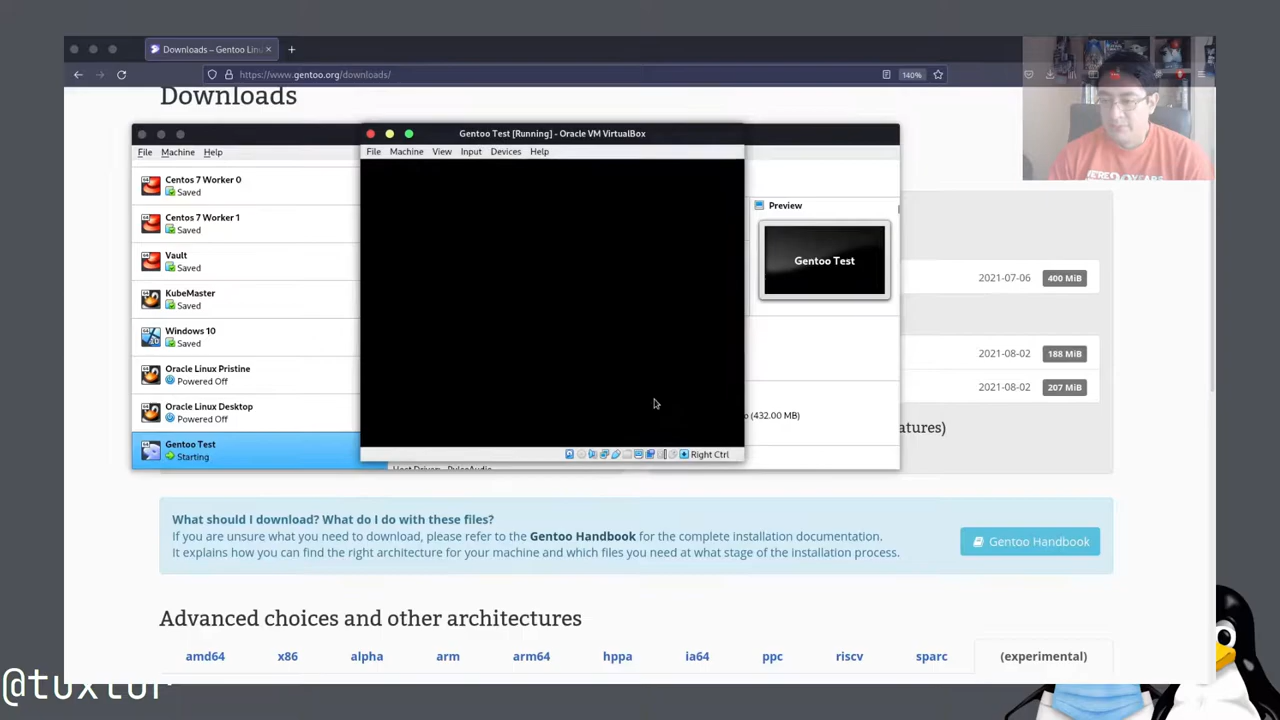 Downloads – Gentoo Linu
https://www.gentoo.org/downloads/
140%
Downloads
File Machine Help
Centos 7 Worker 0
Saved
Centos 7 Worker 1
Saved
Vault
Saved
KubeMaster
Saved
Windows 10
Saved
Oracle Linux Pristine
Powered Off
Oracle Linux Desktop
Powered Off
Gentoo Test
Starting
Gentoo Test [Running] - Oracle VM VirtualBox
File Machine View Input Devices Help
Right Ctrl
Preview
Gentoo Test
o (432.00 MB)
Host Driver: PulseAudio
2021-07-06 400 MiB
2021-08-02 188 MiB
2021-08-02 207 MiB
atures)
What should I download? What do I do with these files?
If you are unsure what you need to download, please refer to the Gentoo Handbook for the complete installation documentation.
It explains how you can find the right architecture for your machine and which files you need at what stage of the installation process.
Gentoo Handbook
Advanced choices and other architectures
amd64 x86 alpha arm arm64 hppa ia64 ppc riscv sparc (experimental)
@tuxtor